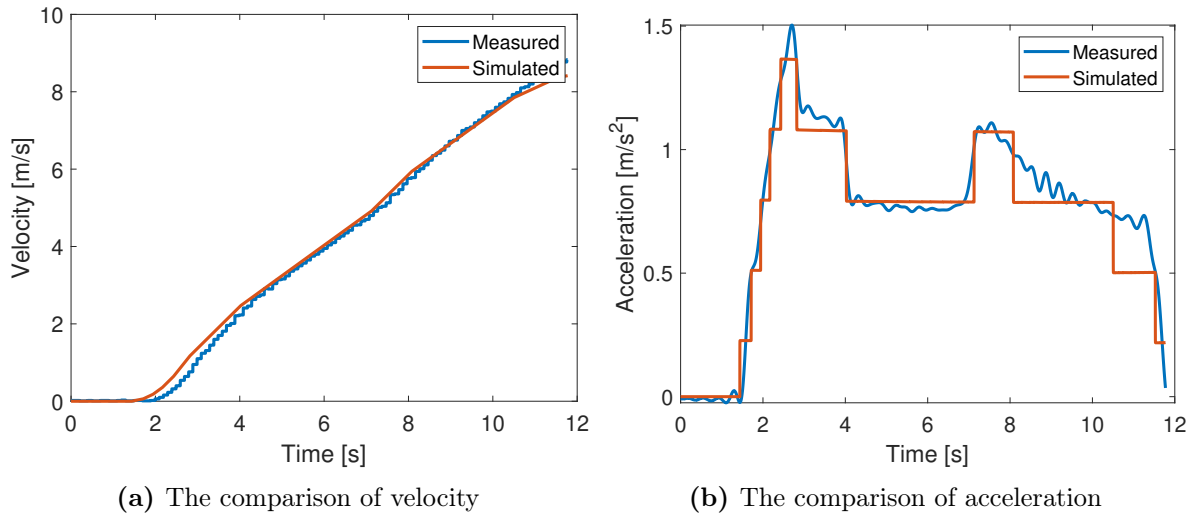 10
8
6
4
2
0
Velocity [m/s]
Measured
Simulated
0 2 4 6 8 10 12
Time [s]
(a) The comparison of velocity
1.5
1
0.5
0
Acceleration [m/s²]
Measured
Simulated
0 2 4 6 8 10 12
Time [s]
(b) The comparison of acceleration